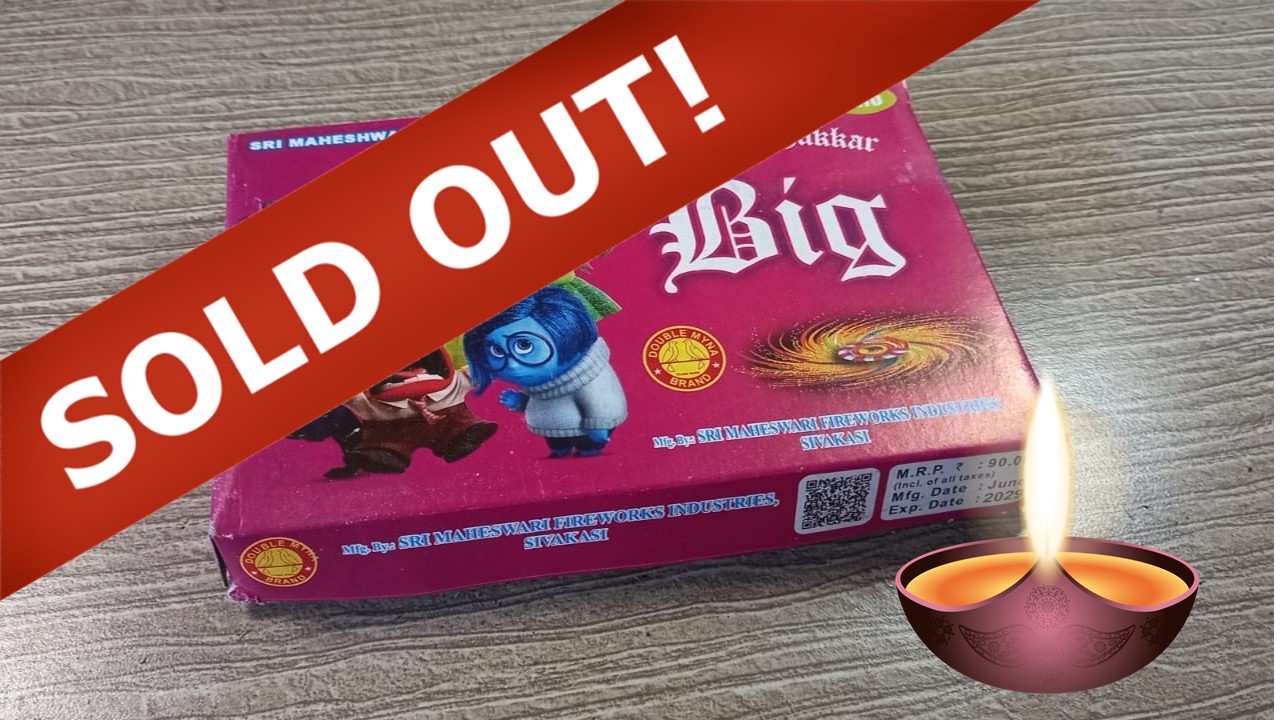 SOLD OUT!
SRI MAHESHWA
akkar
Big
DOUBLE MYNA
BRAND
Mfg. By.: SRI MAHESWARI FIREWORKS INDUSTRIES,
SIVAKASI
M.R.P. ₹ : 90.0
(Incl. of all taxes)
Mfg. Date : June
Exp. Date : 2029
Mfg. By.: SRI MAHESWARI FIREWORKS INDUSTRIES,
SIVAKASI
DOUBLE MYNA
BRAND